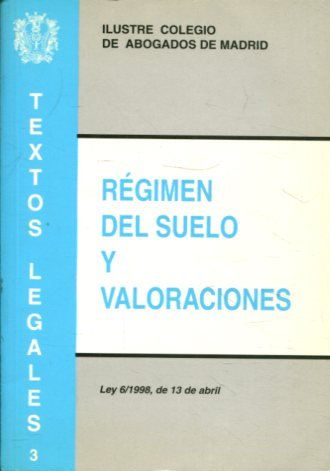 ILUSTRE COLEGIO
DE ABOGADOS DE MADRID
TEXTOS LEGALES 3
RÉGIMEN
DEL SUELO
Y
VALORACIONES
Ley 6/1998, de 13 de abril